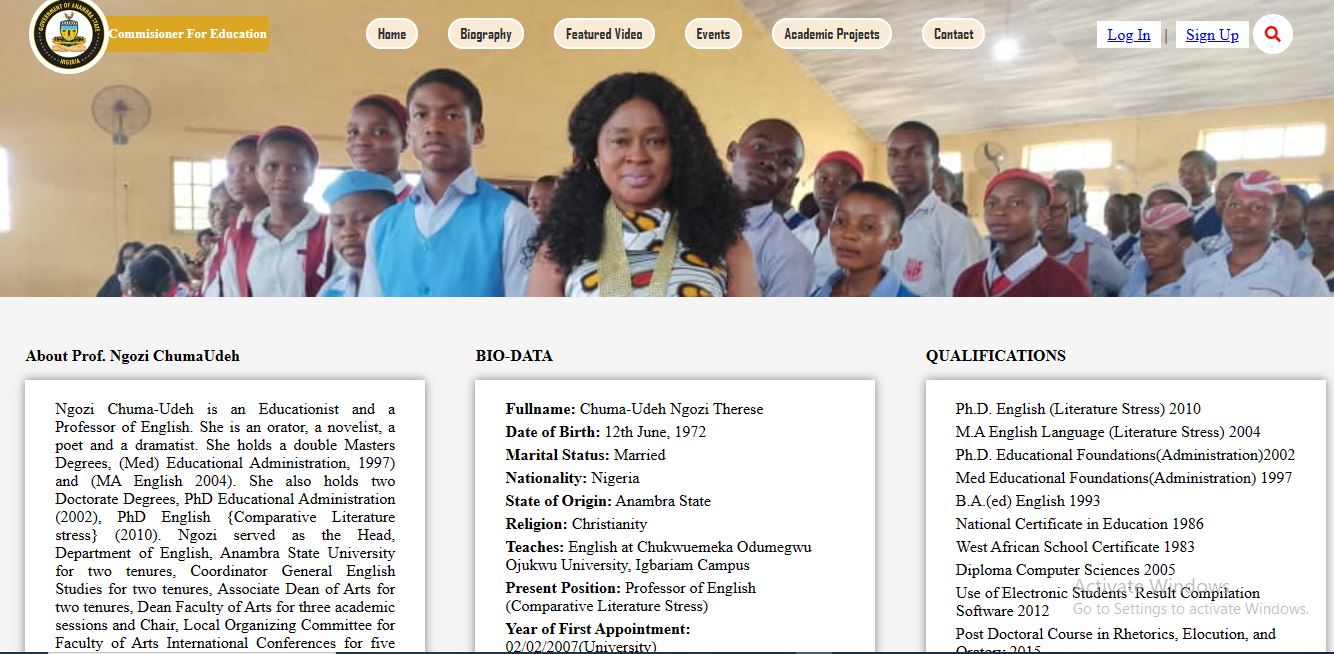 GOVERNMENT OF ANAMBRA STATE
NIGERIA
Commisioner For Education
Home
Biography
Featured Video
Events
Academic Projects
Contact
Log In | Sign Up
About Prof. Ngozi ChumaUdeh
Ngozi Chuma-Udeh is an Educationist and a
Professor of English. She is an orator, a novelist, a
poet and a dramatist. She holds a double Masters
Degrees, (Med) Educational Administration, 1997)
and (MA English 2004). She also holds two
Doctorate Degrees, PhD Educational Administration
(2002), PhD English {Comparative Literature
stress} (2010). Ngozi served as the Head,
Department of English, Anambra State University
for two tenures, Coordinator General English
Studies for two tenures, Associate Dean of Arts for
two tenures, Dean Faculty of Arts for three academic
sessions and Chair, Local Organizing Committee for
Faculty of Arts International Conferences for five
BIO-DATA
Fullname: Chuma-Udeh Ngozi Therese
Date of Birth: 12th June, 1972
Marital Status: Married
Nationality: Nigeria
State of Origin: Anambra State
Religion: Christianity
Teaches: English at Chukwuemeka Odumegwu
Ojukwu University, Igbariam Campus
Present Position: Professor of English
(Comparative Literature Stress)
Year of First Appointment:
02/02/2007(University)
QUALIFICATIONS
Ph.D. English (Literature Stress) 2010
M.A English Language (Literature Stress) 2004
Ph.D. Educational Foundations(Administration)2002
Med Educational Foundations(Administration) 1997
B.A.(ed) English 1993
National Certificate in Education 1986
West African School Certificate 1983
Diploma Computer Sciences 2005
Use of Electronic Students' Result Compilation
Software 2012
Post Doctoral Course in Rhetorics, Elocution, and
Oratory 2015
Activate Windows
Go to Settings to activate Windows.